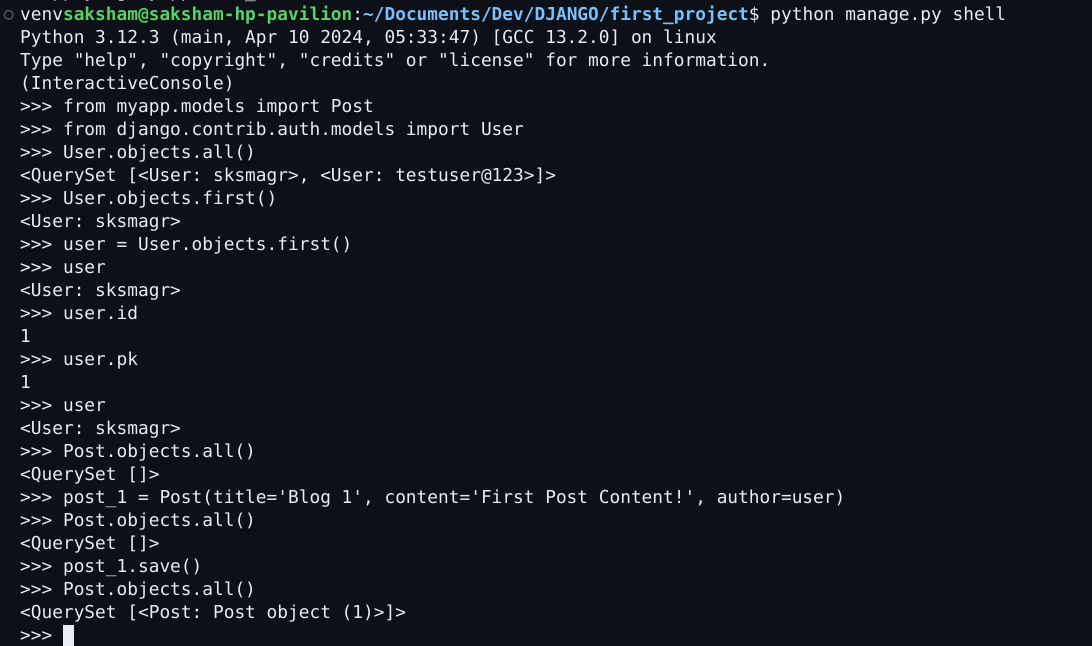 venvsaksham@saksham-hp-pavilion:~/Documents/Dev/DJANGO/first_project$ python manage.py shell
Python 3.12.3 (main, Apr 10 2024, 05:33:47) [GCC 13.2.0] on linux
Type "help", "copyright", "credits" or "license" for more information.
(InteractiveConsole)
>>> from myapp.models import Post
>>> from django.contrib.auth.models import User
>>> User.objects.all()
<QuerySet [<User: sksmagr>, <User: testuser@123>]>
>>> User.objects.first()
<User: sksmagr>
>>> user = User.objects.first()
>>> user
<User: sksmagr>
>>> user.id
1
>>> user.pk
1
>>> user
<User: sksmagr>
>>> Post.objects.all()
<QuerySet []>
>>> post_1 = Post(title='Blog 1', content='First Post Content!', author=user)
>>> Post.objects.all()
<QuerySet []>
>>> post_1.save()
>>> Post.objects.all()
<QuerySet [<Post: Post object (1)>]>
>>>